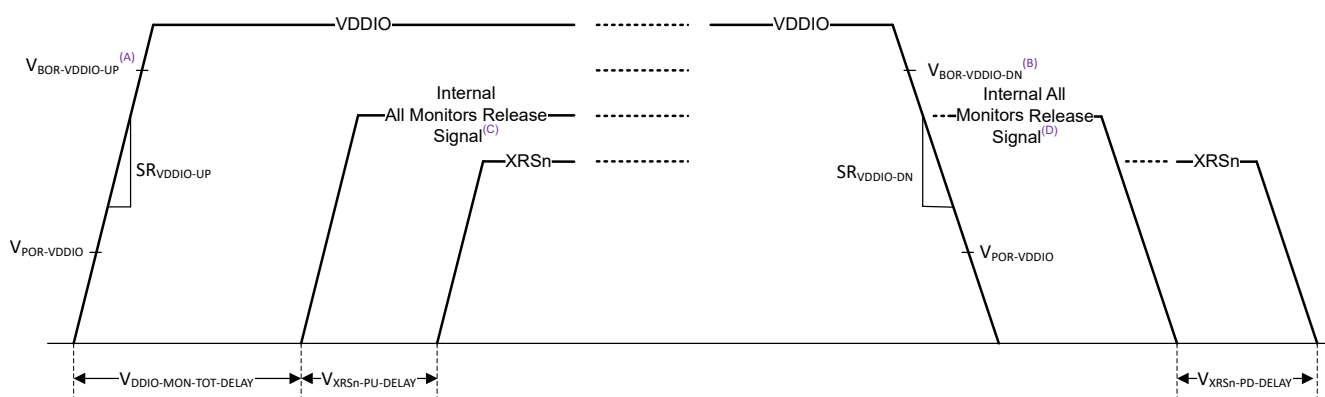 VDDIO
VDDIO
VBOR-VDDIO-UP(A)
VBOR-VDDIO-DN(B)
Internal
All Monitors Release
Signal(C)
Internal All
Monitors Release
Signal(D)
XRSn
XRSn
SRVDDIO-UP
SRVDDIO-DN
VPOR-VDDIO
VPOR-VDDIO
VDDIO-MON-TOT-DELAY
VXRSn-PU-DELAY
VXRSn-PD-DELAY